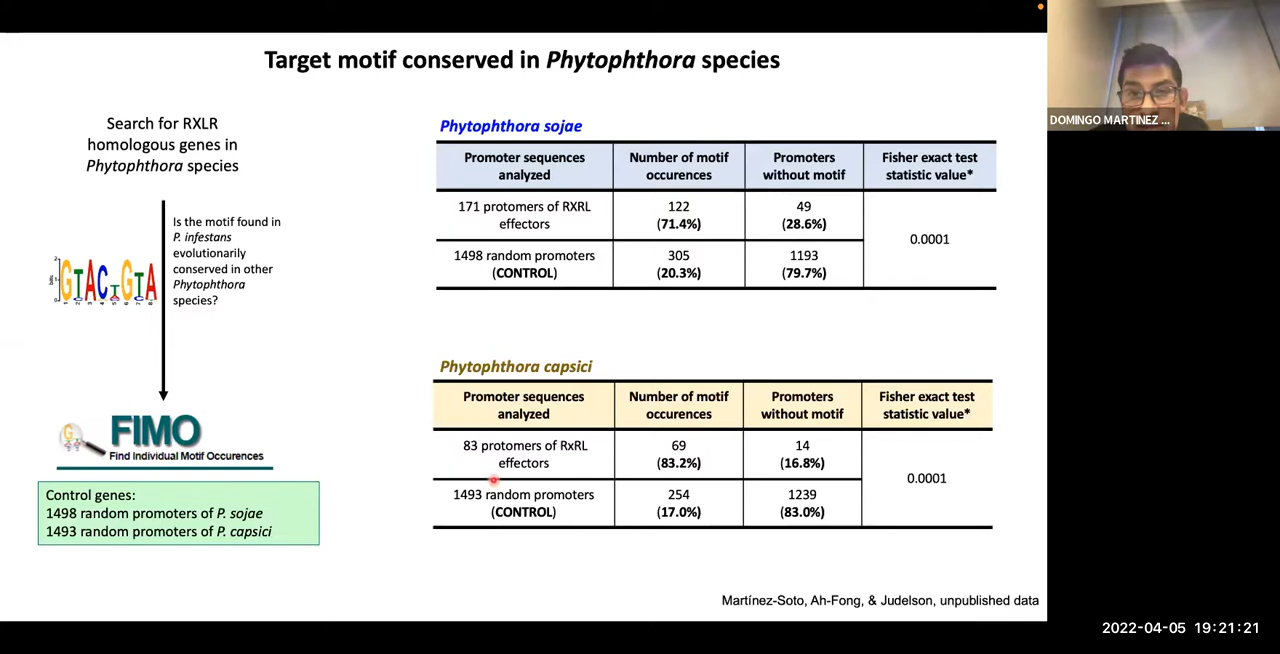 Target motif conserved in Phytophthora species
Search for RXLR
homologous genes in
Phytophthora species
Is the motif found in
P. infestans
evolutionarily
conserved in other
Phytophthora
species?
GTACTGTA
FIMO
Find Individual Motif Occurences
Control genes:
1498 random promoters of P. sojae
1493 random promoters of P. capsici
Phytophthora sojae
Promoter sequences analyzed | Number of motif occurences | Promoters without motif | Fisher exact test statistic value*
171 protomers of RXRL effectors | 122 (71.4%) | 49 (28.6%) | 0.0001
1498 random promoters (CONTROL) | 305 (20.3%) | 1193 (79.7%)
Phytophthora capsici
Promoter sequences analyzed | Number of motif occurences | Promoters without motif | Fisher exact test statistic value*
83 protomers of RxRL effectors | 69 (83.2%) | 14 (16.8%) | 0.0001
1493 random promoters (CONTROL) | 254 (17.0%) | 1239 (83.0%)
Martínez-Soto, Ah-Fong, & Judelson, unpublished data
DOMINGO MARTINEZ ...
2022-04-05 19:21:21